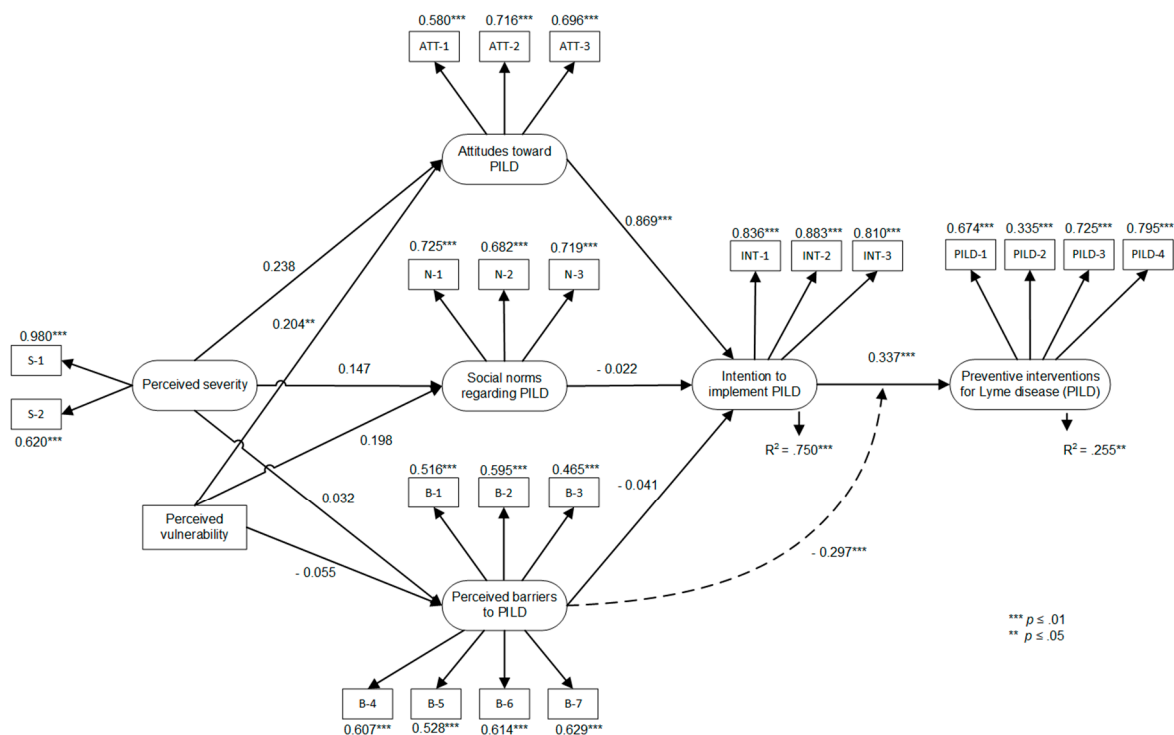 0.580*** 0.716*** 0.696***
ATT-1 ATT-2 ATT-3
Attitudes toward
PILD
0.869***
0.238
0.204**
0.725*** 0.682*** 0.719***
N-1 N-2 N-3
0.836*** 0.883*** 0.810***
INT-1 INT-2 INT-3
0.674*** 0.335*** 0.725*** 0.795***
PILD-1 PILD-2 PILD-3 PILD-4
0.980***
S-1
S-2
0.620***
Perceived severity
0.147
Social norms
regarding PILD
- 0.022
Intention to
implement PILD
0.337***
Preventive interventions
for Lyme disease (PILD)
R² = .750***
R² = .255**
0.198
0.032
Perceived
vulnerability
- 0.055
0.516*** 0.595*** 0.465***
B-1 B-2 B-3
- 0.041
- 0.297***
Perceived barriers
to PILD
B-4 B-5 B-6 B-7
0.607*** 0.528*** 0.614*** 0.629***
*** p ≤ .01
** p ≤ .05